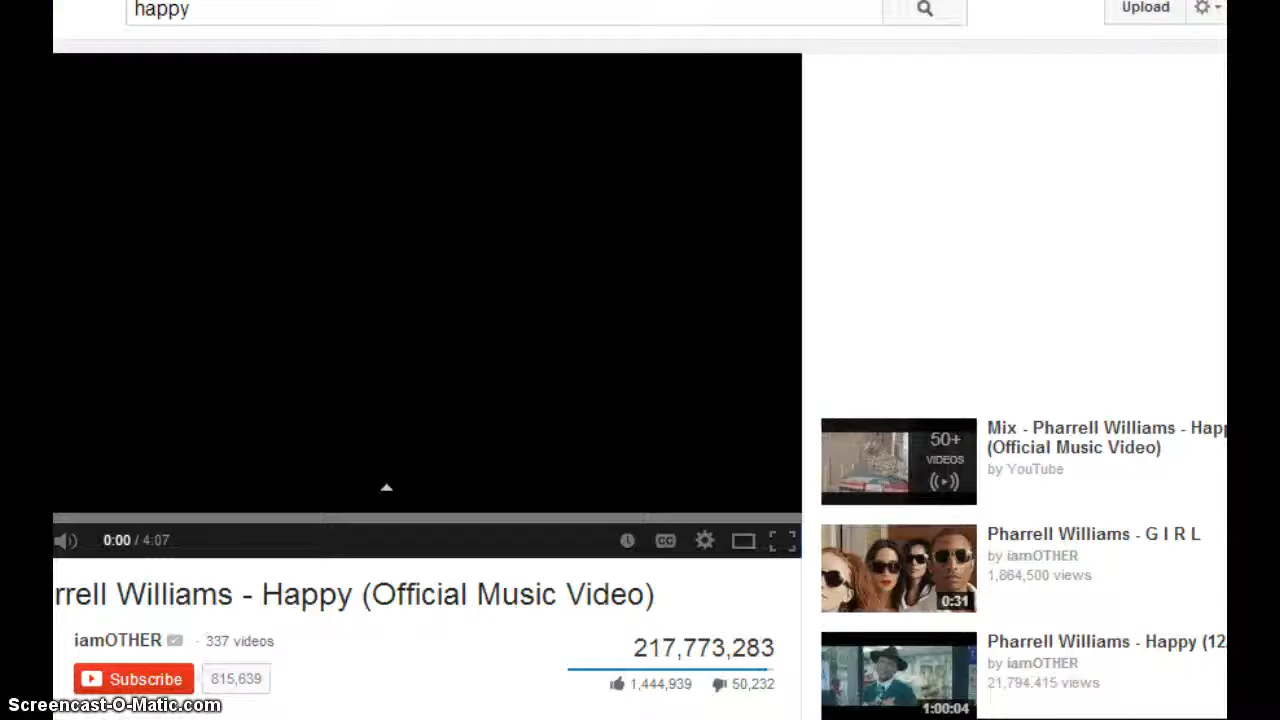 happy
Upload
0:00 / 4:07
CC
rrell Williams - Happy (Official Music Video)
iamOTHER · 337 videos
217,773,283
Subscribe 815,639
1,444,939 50,232
50+
VIDEOS
Mix - Pharrell Williams - Happ
(Official Music Video)
by YouTube
0:31
Pharrell Williams - G I R L
by iamOTHER
1,864,500 views
1:00:04
Pharrell Williams - Happy (12
by iamOTHER
21,794,415 views
Screencast-O-Matic.com